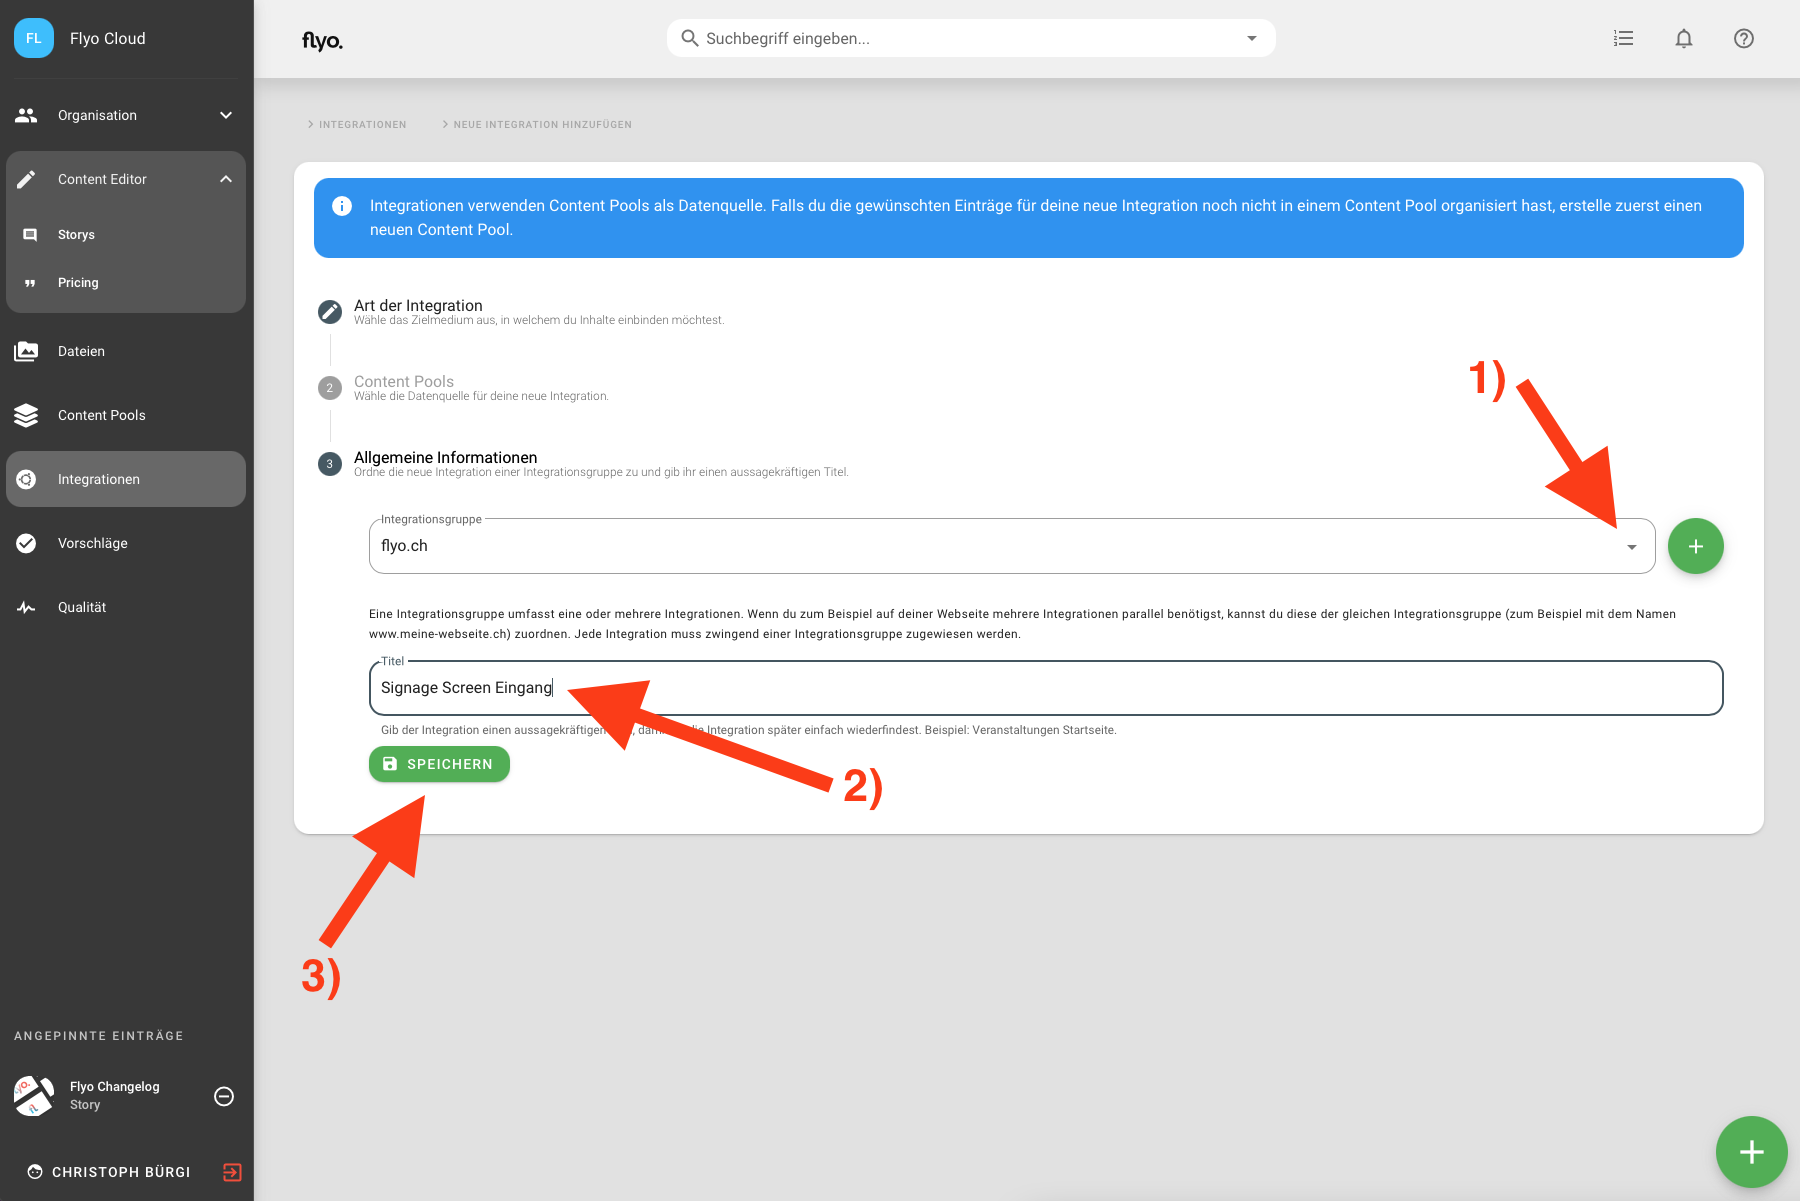 FL
Flyo Cloud
Organisation
Content Editor
Storys
Pricing
Dateien
Content Pools
Integrationen
Vorschläge
Qualität
ANGEPINNTE EINTRÄGE
Flyo Changelog
Story
CHRISTOPH BÜRGI
flyo.
Suchbegriff eingeben...
INTEGRATIONEN
NEUE INTEGRATION HINZUFÜGEN
Integrationen verwenden Content Pools als Datenquelle. Falls du die gewünschten Einträge für deine neue Integration noch nicht in einem Content Pool organisiert hast, erstelle zuerst einen
neuen Content Pool.
Art der Integration
Wähle das Zielmedium aus, in welchem du Inhalte einbinden möchtest.
2
Content Pools
Wähle die Datenquelle für deine neue Integration.
3
Allgemeine Informationen
Ordne die neue Integration einer Integrationsgruppe zu und gib ihr einen aussagekräftigen Titel.
1)
Integrationsgruppe
flyo.ch
Eine Integrationsgruppe umfasst eine oder mehrere Integrationen. Wenn du zum Beispiel auf deiner Webseite mehrere Integrationen parallel benötigst, kannst du diese der gleichen Integrationsgruppe (zum Beispiel mit dem Namen
www.meine-webseite.ch) zuordnen. Jede Integration muss zwingend einer Integrationsgruppe zugewiesen werden.
Titel
Signage Screen Eingang
Gib der Integration einen aussagekräftigen die Integration später einfach wiederfindest. Beispiel: Veranstaltungen Startseite.
SPEICHERN
2)
3)